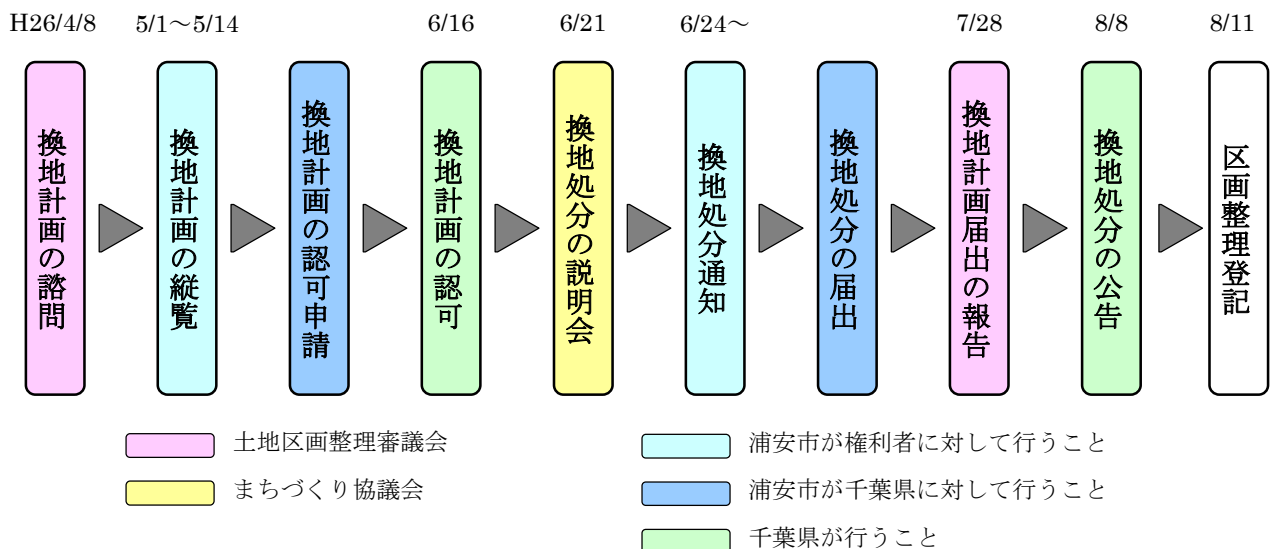 H26/4/8
5/1～5/14
6/16
6/21
6/24～
7/28
8/8
8/11
換地計画の諮問
換地計画の縦覧
換地計画の認可申請
換地計画の認可
換地処分の説明会
換地処分通知
換地処分の届出
換地計画届出の報告
換地処分の公告
区画整理登記
土地区画整理審議会
まちづくり協議会
浦安市が権利者に対して行うこと
浦安市が千葉県に対して行うこと
千葉県が行うこと